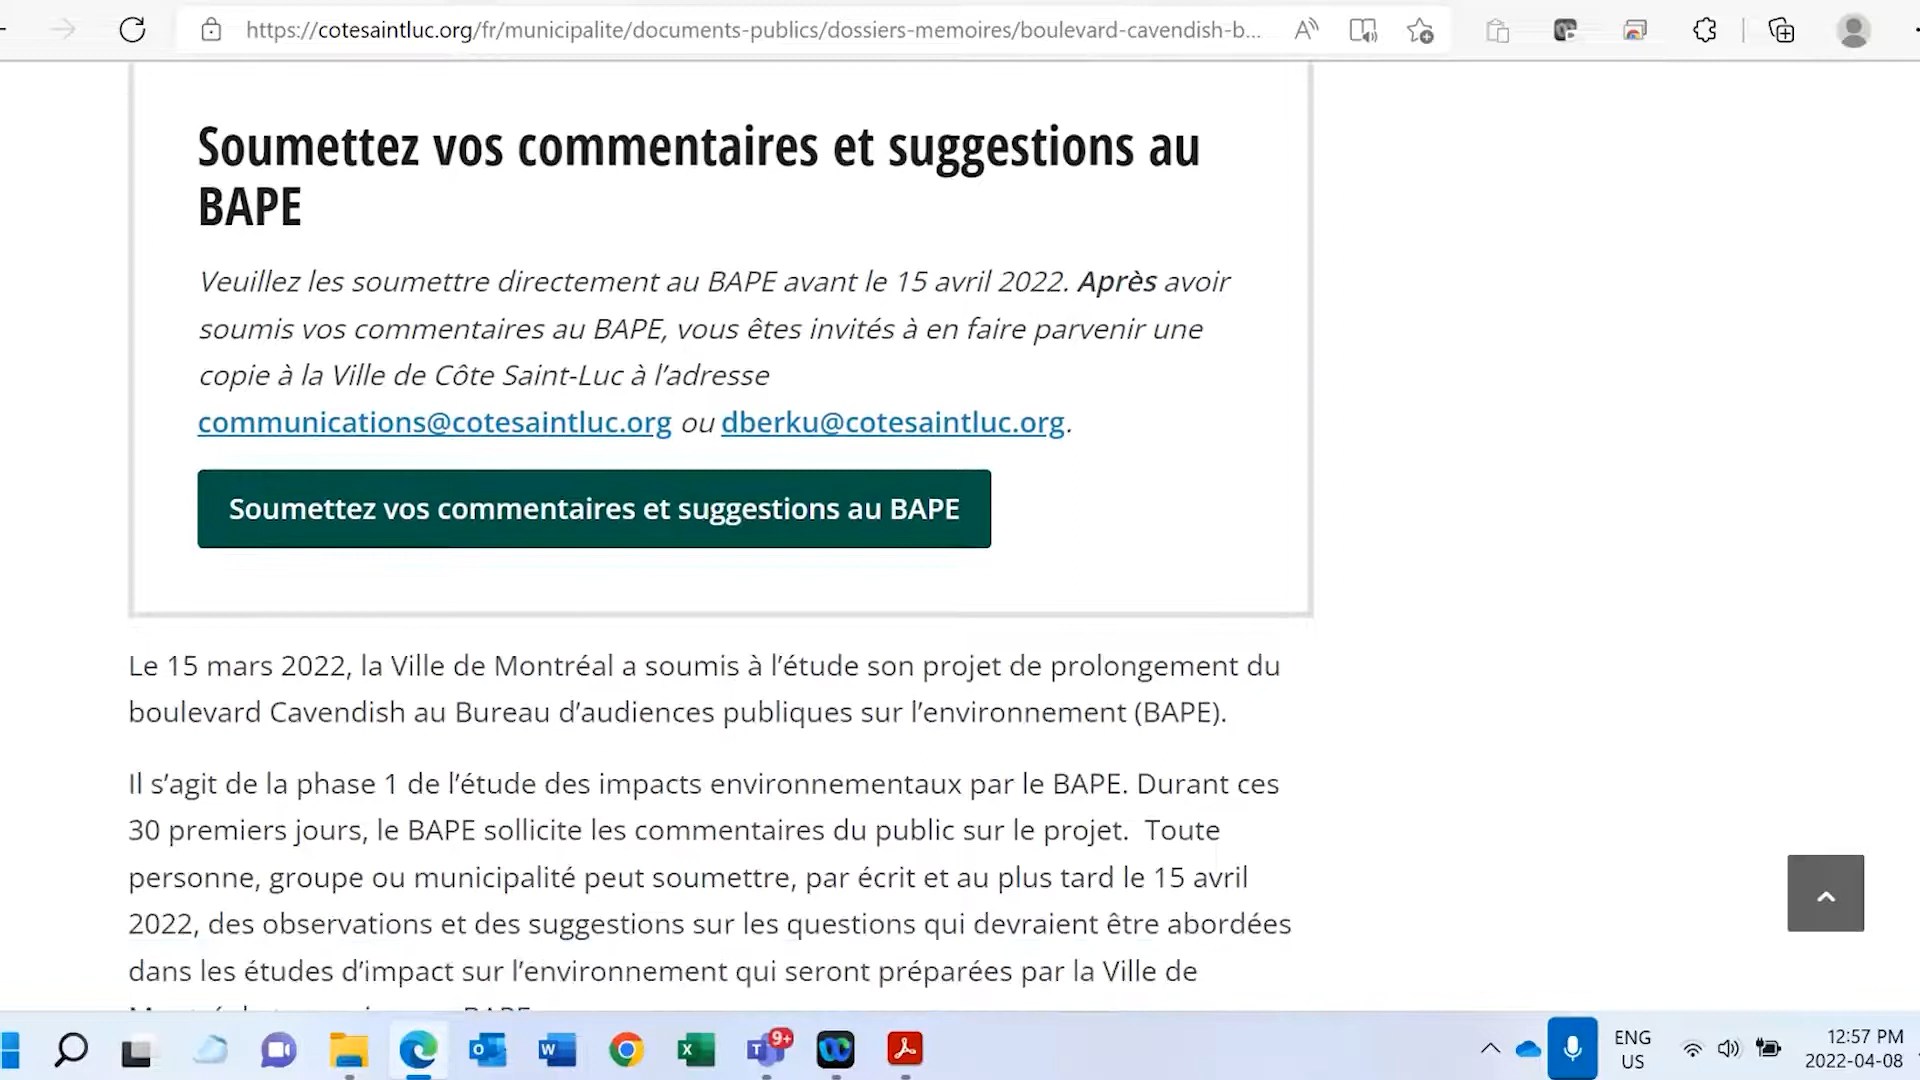 https://cotesaintluc.org/fr/municipalite/documents-publics/dossiers-memoires/boulevard-cavendish-b...
Soumettez vos commentaires et suggestions au
BAPE
Veuillez les soumettre directement au BAPE avant le 15 avril 2022. Après avoir
soumis vos commentaires au BAPE, vous êtes invités à en faire parvenir une
copie à la Ville de Côte Saint-Luc à l’adresse
communications@cotesaintluc.org ou dberku@cotesaintluc.org.
Soumettez vos commentaires et suggestions au BAPE
Le 15 mars 2022, la Ville de Montréal a soumis à l’étude son projet de prolongement du
boulevard Cavendish au Bureau d’audiences publiques sur l’environnement (BAPE).
Il s’agit de la phase 1 de l’étude des impacts environnementaux par le BAPE. Durant ces
30 premiers jours, le BAPE sollicite les commentaires du public sur le projet.  Toute
personne, groupe ou municipalité peut soumettre, par écrit et au plus tard le 15 avril
2022, des observations et des suggestions sur les questions qui devraient être abordées
dans les études d’impact sur l’environnement qui seront préparées par la Ville de
9+
ENG
US
12:57 PM
2022-04-08